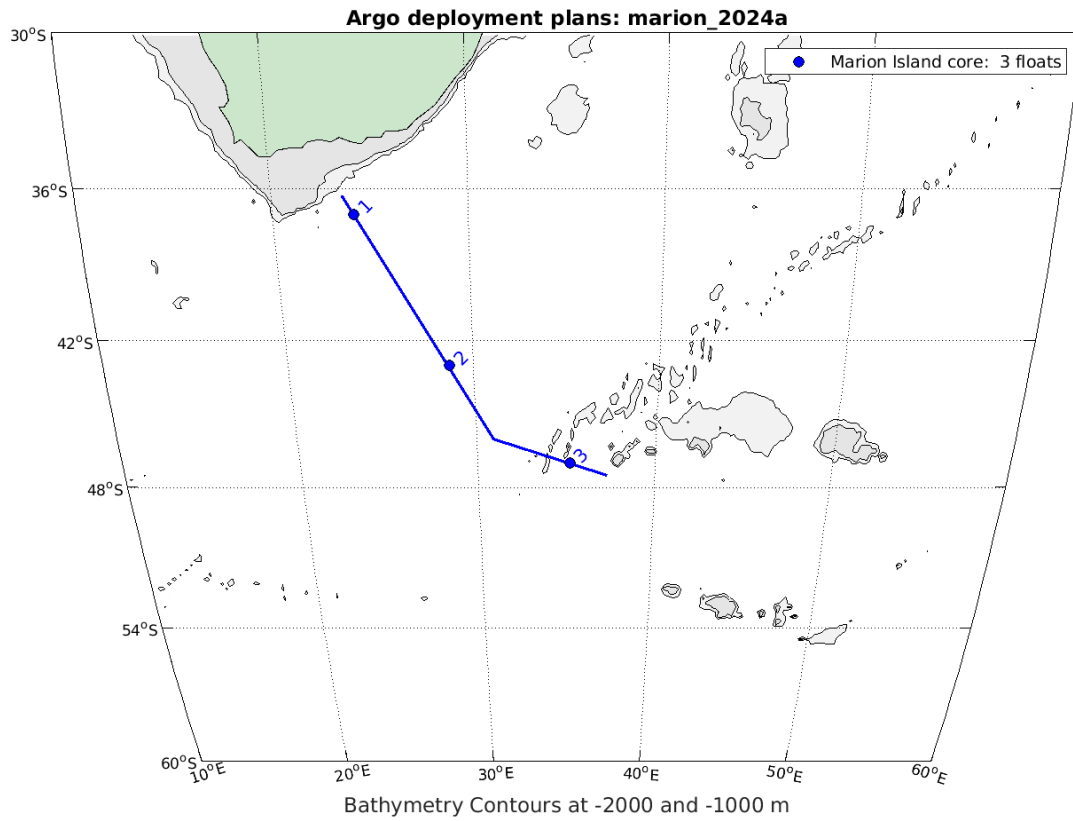 Argo deployment plans: marion_2024a
30°S
Marion Island core:  3 floats
36°S
1
42°S
2
3
48°S
54°S
60°S
10°E
20°E
30°E
40°E
50°E
60°E
Bathymetry Contours at -2000 and -1000 m